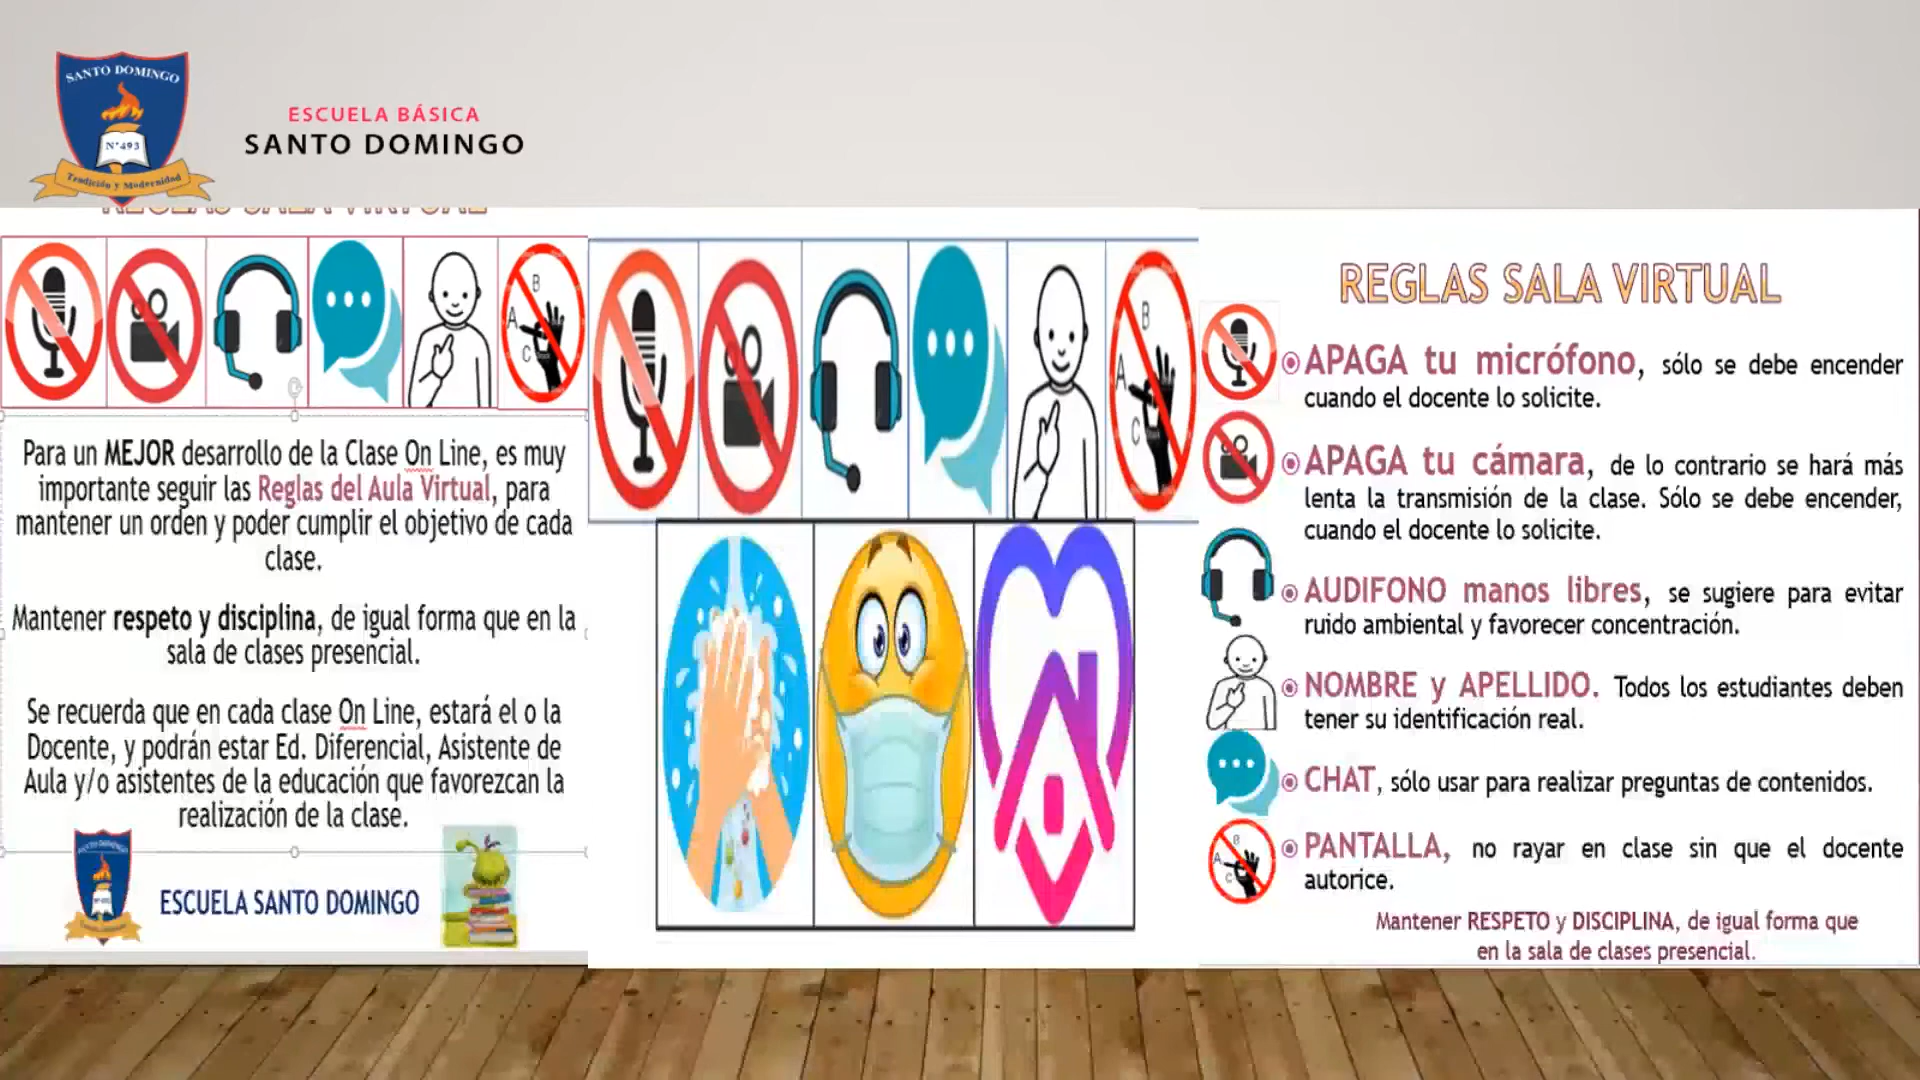 SANTO DOMINGO
N°493
Tradición y Modernidad
ESCUELA BÁSICA
SANTO DOMINGO
REGLAS SALA VIRTUAL
B
A
C
Para un MEJOR desarrollo de la Clase On Line, es muy
importante seguir las Reglas del Aula Virtual, para
mantener un orden y poder cumplir el objetivo de cada
clase.
Mantener respeto y disciplina, de igual forma que en la
sala de clases presencial.
Se recuerda que en cada clase On Line, estará el o la
Docente, y podrán estar Ed. Diferencial, Asistente de
Aula y/o asistentes de la educación que favorezcan la
realización de la clase.
SANTO DOMINGO
ESCUELA SANTO DOMINGO
B
A
C
REGLAS SALA VIRTUAL
APAGA tu micrófono, sólo se debe encender
cuando el docente lo solicite.
APAGA tu cámara, de lo contrario se hará más
lenta la transmisión de la clase. Sólo se debe encender,
cuando el docente lo solicite.
AUDIFONO manos libres, se sugiere para evitar
ruido ambiental y favorecer concentración.
NOMBRE y APELLIDO. Todos los estudiantes deben
tener su identificación real.
CHAT, sólo usar para realizar preguntas de contenidos.
B
A
C
PANTALLA, no rayar en clase sin que el docente
autorice.
Mantener RESPETO y DISCIPLINA, de igual forma que
en la sala de clases presencial.